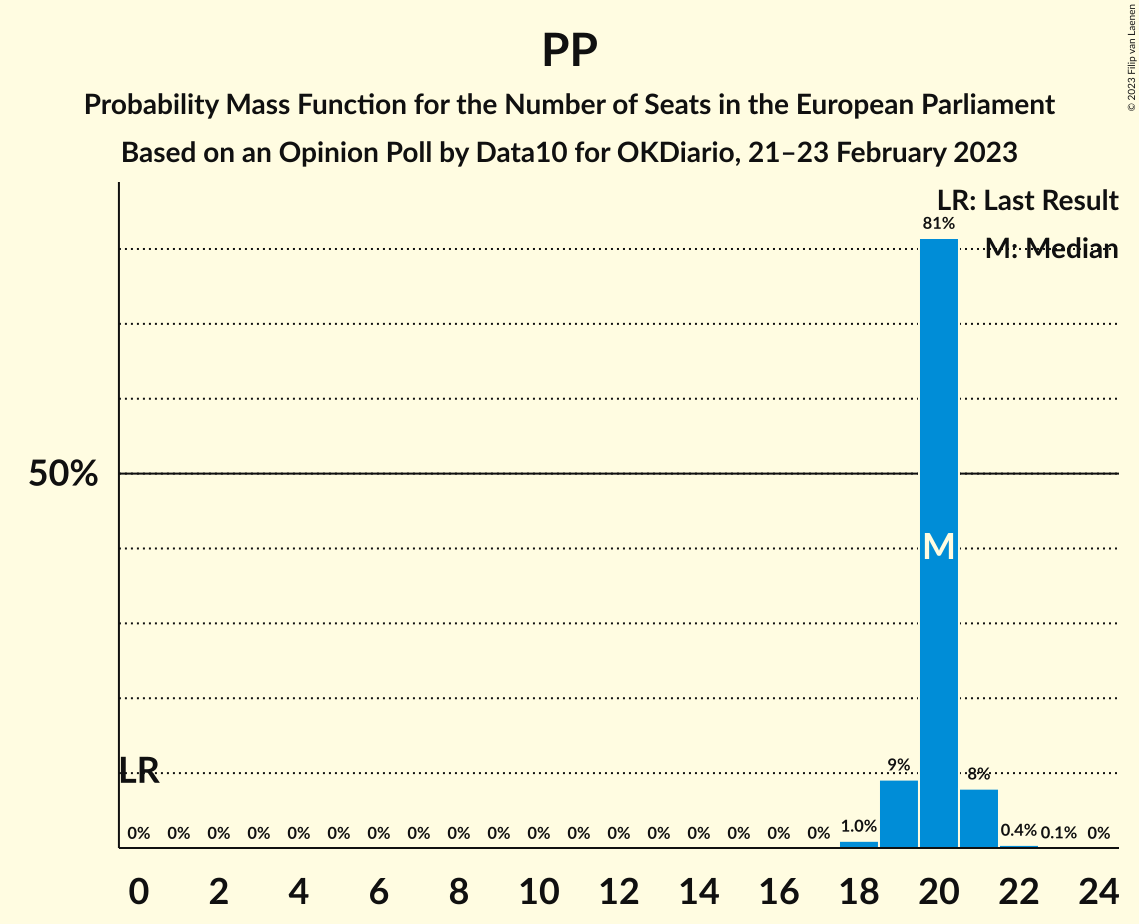 PP
Probability Mass Function for the Number of Seats in the European Parliament
Based on an Opinion Poll by Data10 for OKDiario, 21–23 February 2023
© 2023 Filip van Laenen
LR: Last Result
M: Median
81%
50%
M
LR
9%
8%
0% 0% 0% 0% 0% 0% 0% 0% 0% 0% 0% 0% 0% 0% 0% 0% 0% 0% 1.0% 0.4% 0.1% 0%
0 2 4 6 8 10 12 14 16 18 20 22 24